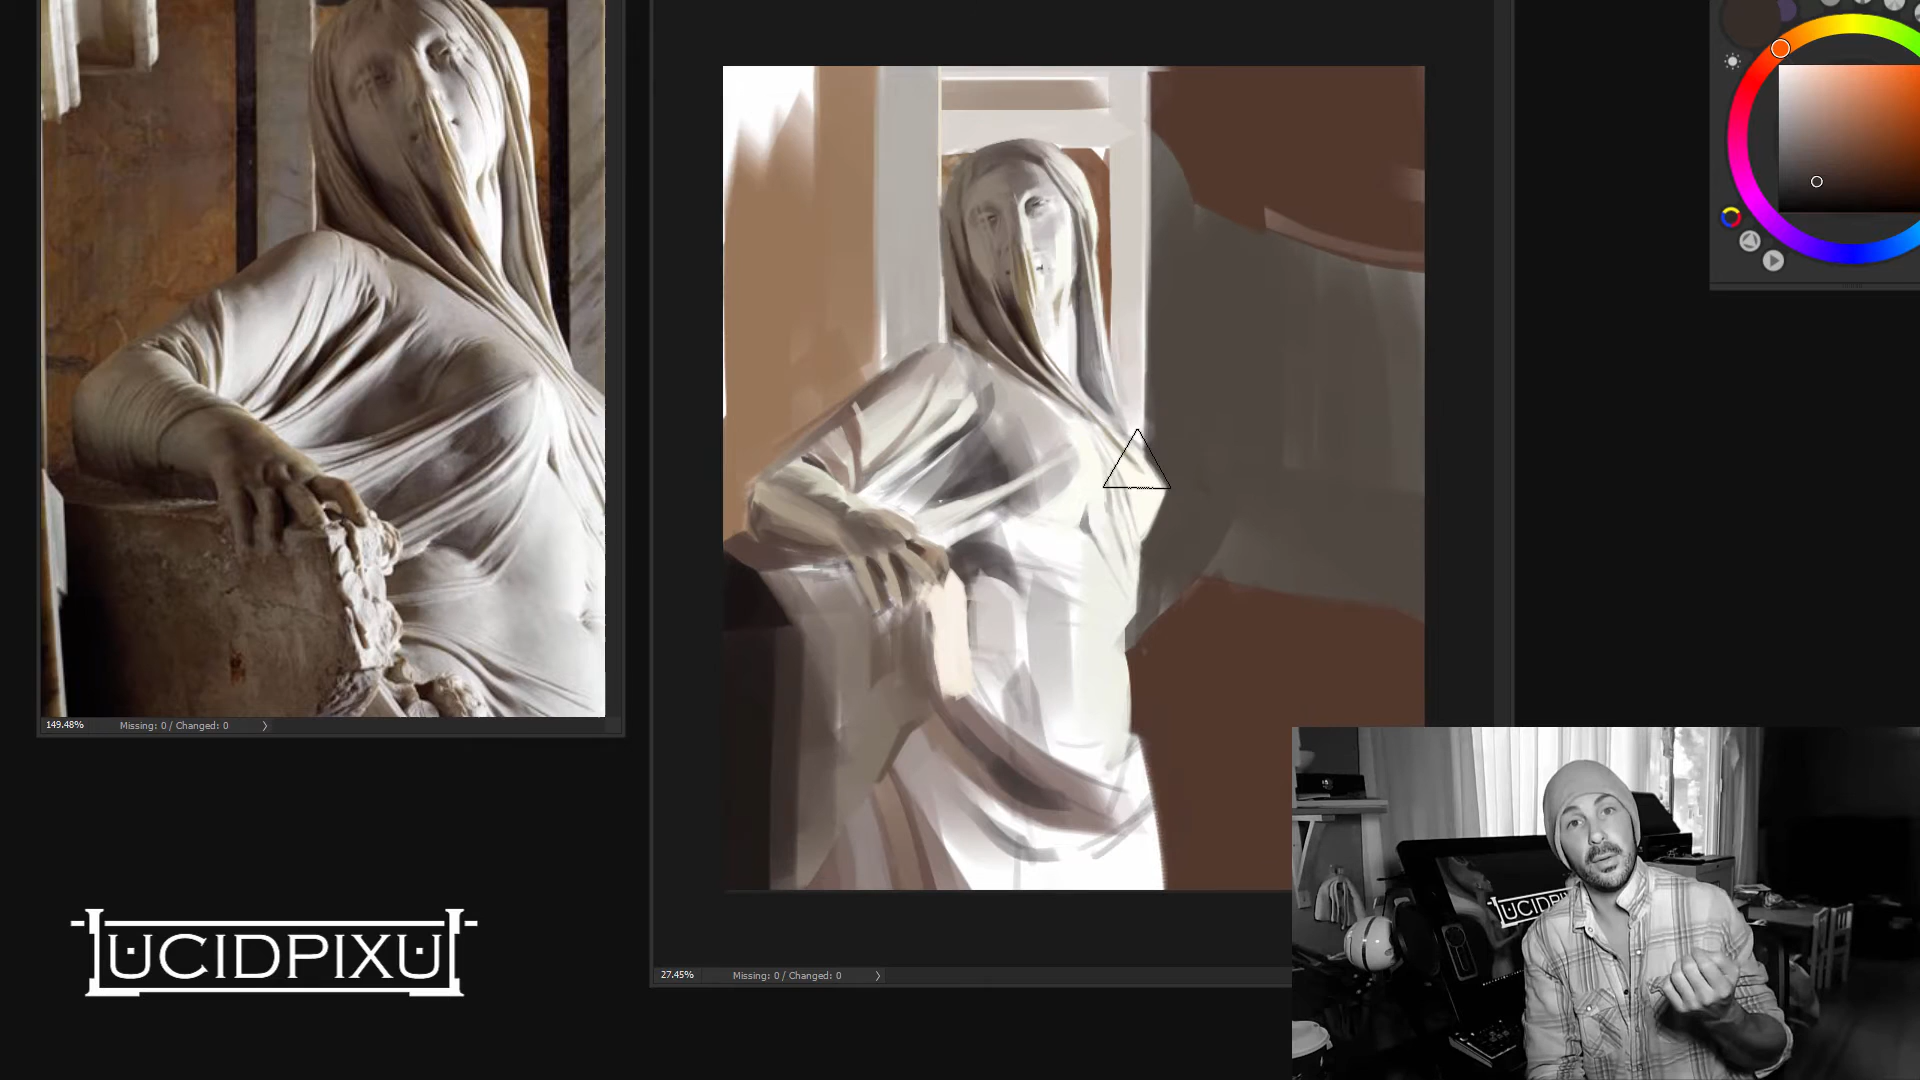 149.48% Missing: 0 / Changed: 0
27.45% Missing: 0 / Changed: 0
LUCIDPIXUL